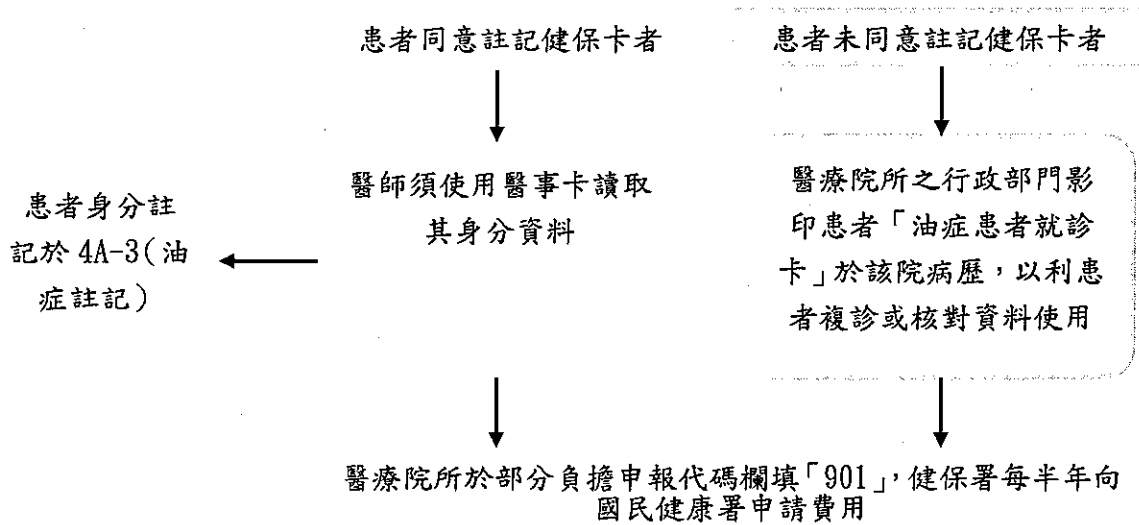 患者同意註記健保卡者
患者未同意註記健保卡者
醫師須使用醫事卡讀取
其身分資料
患者身分註
記於 4A-3(油
症註記)
醫療院所之行政部門影
印患者「油症患者就診
卡」於該院病歷,以利患
者複診或核對資料使用
醫療院所於部分負擔申報代碼欄填「901」,健保署每半年向
國民健康署申請費用